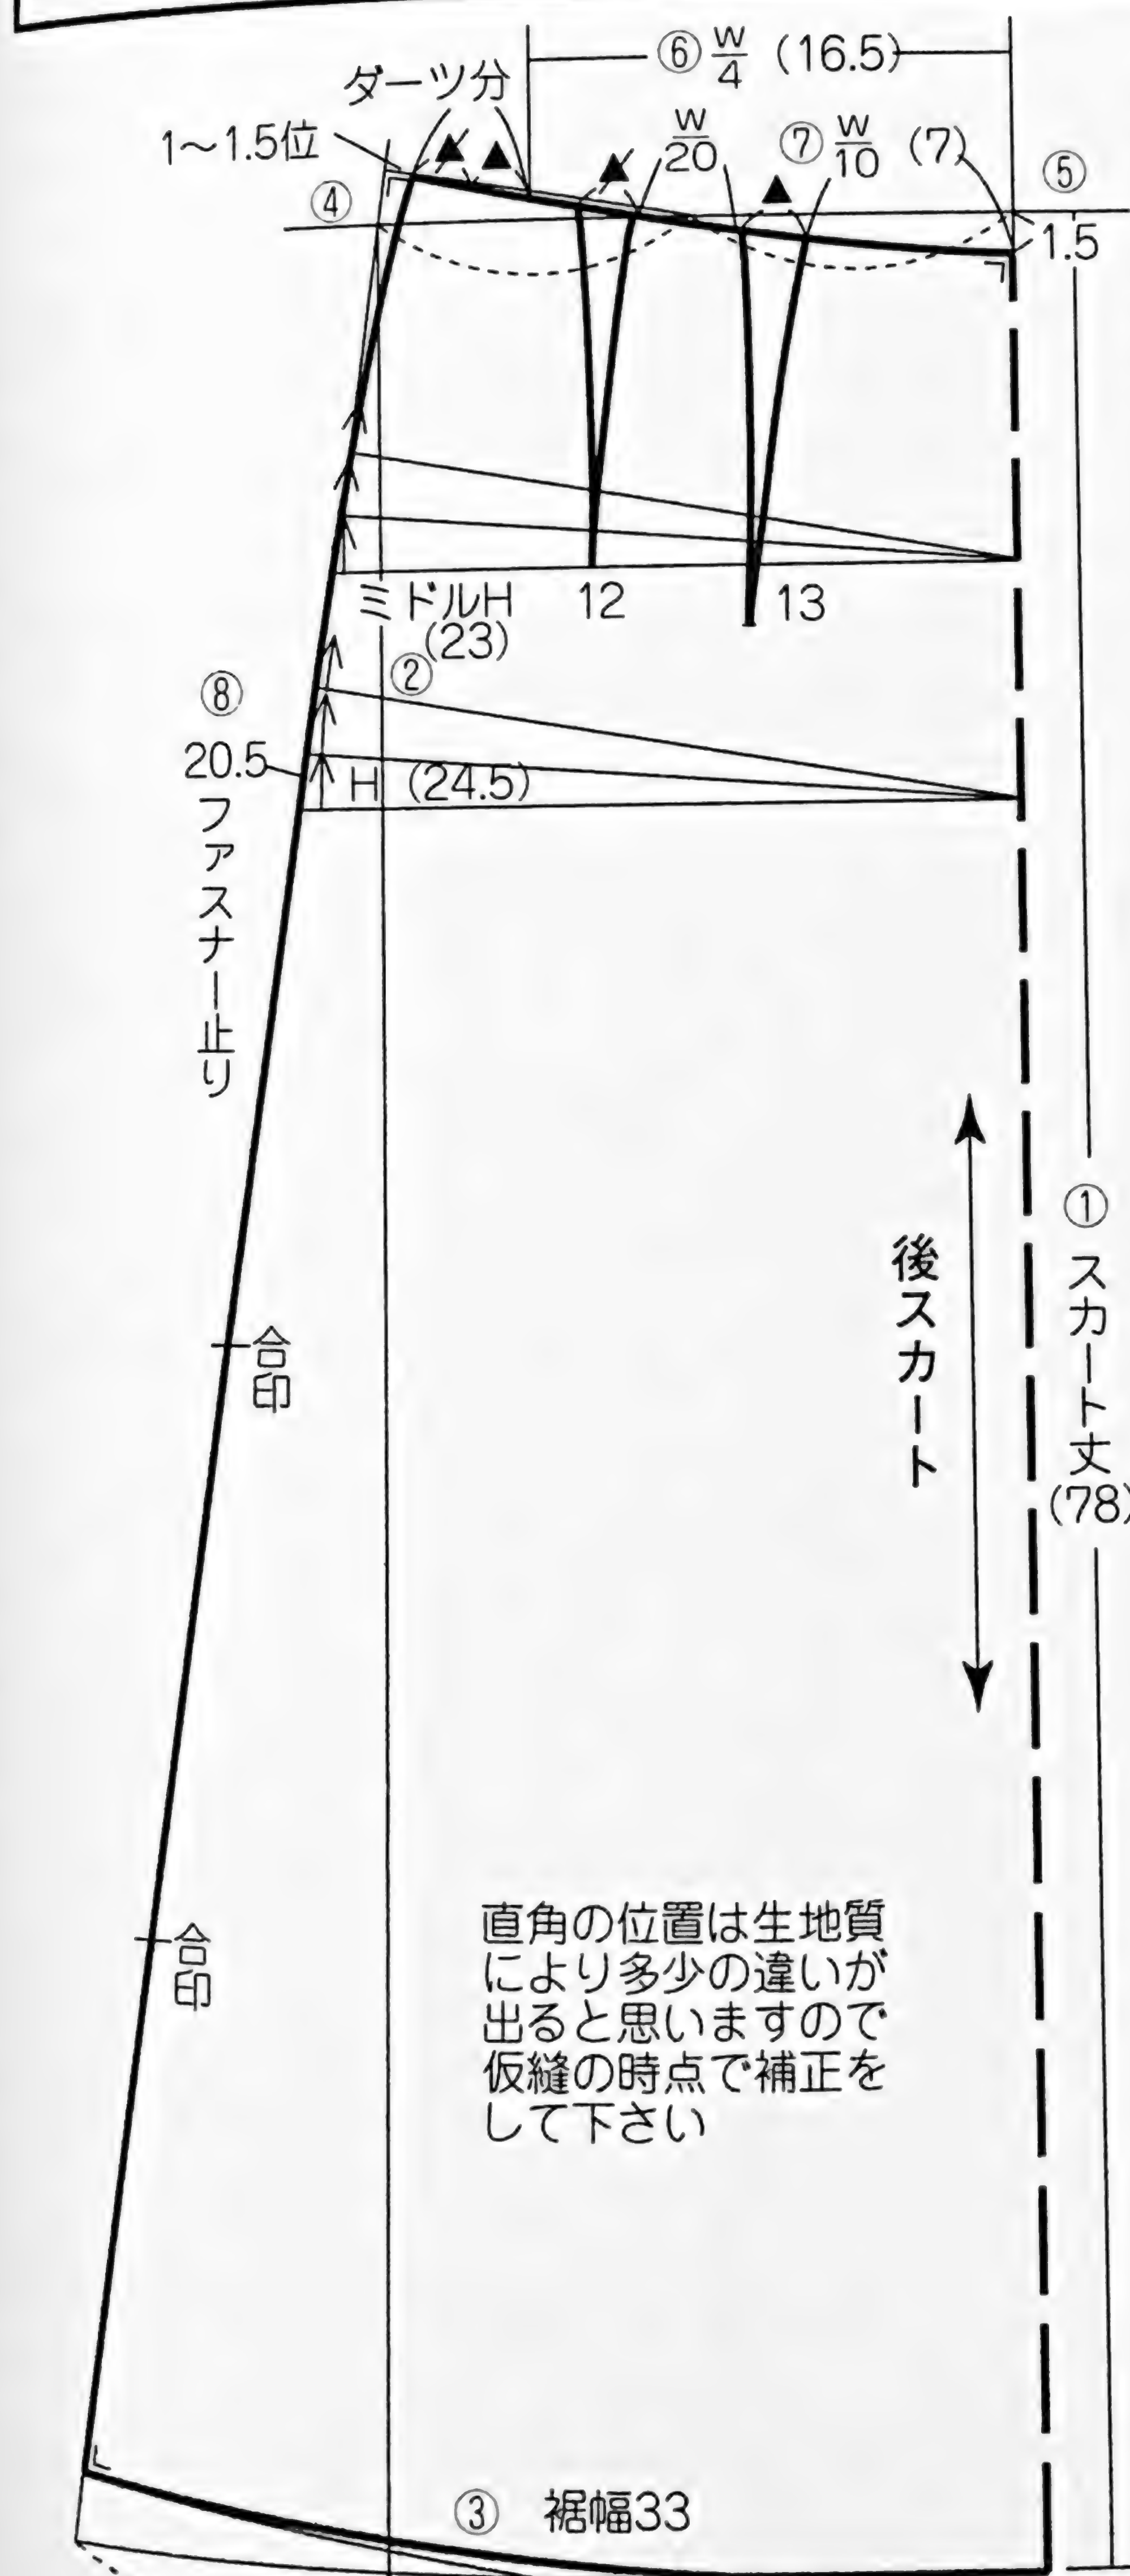 ⑥ W/4 (16.5)
ダーツ分
1~1.5位
W/20
⑦ W/10 (7)
④
⑤
1.5
ミドルH
(23)
12
13
②
⑧
20.5
H (24.5)
ファスナー止り
① スカート丈
(78)
後スカート
合印
合印
直角の位置は生地質
により多少の違いが
出ると思いますので
仮縫の時点で補正を
して下さい
③ 裾幅33